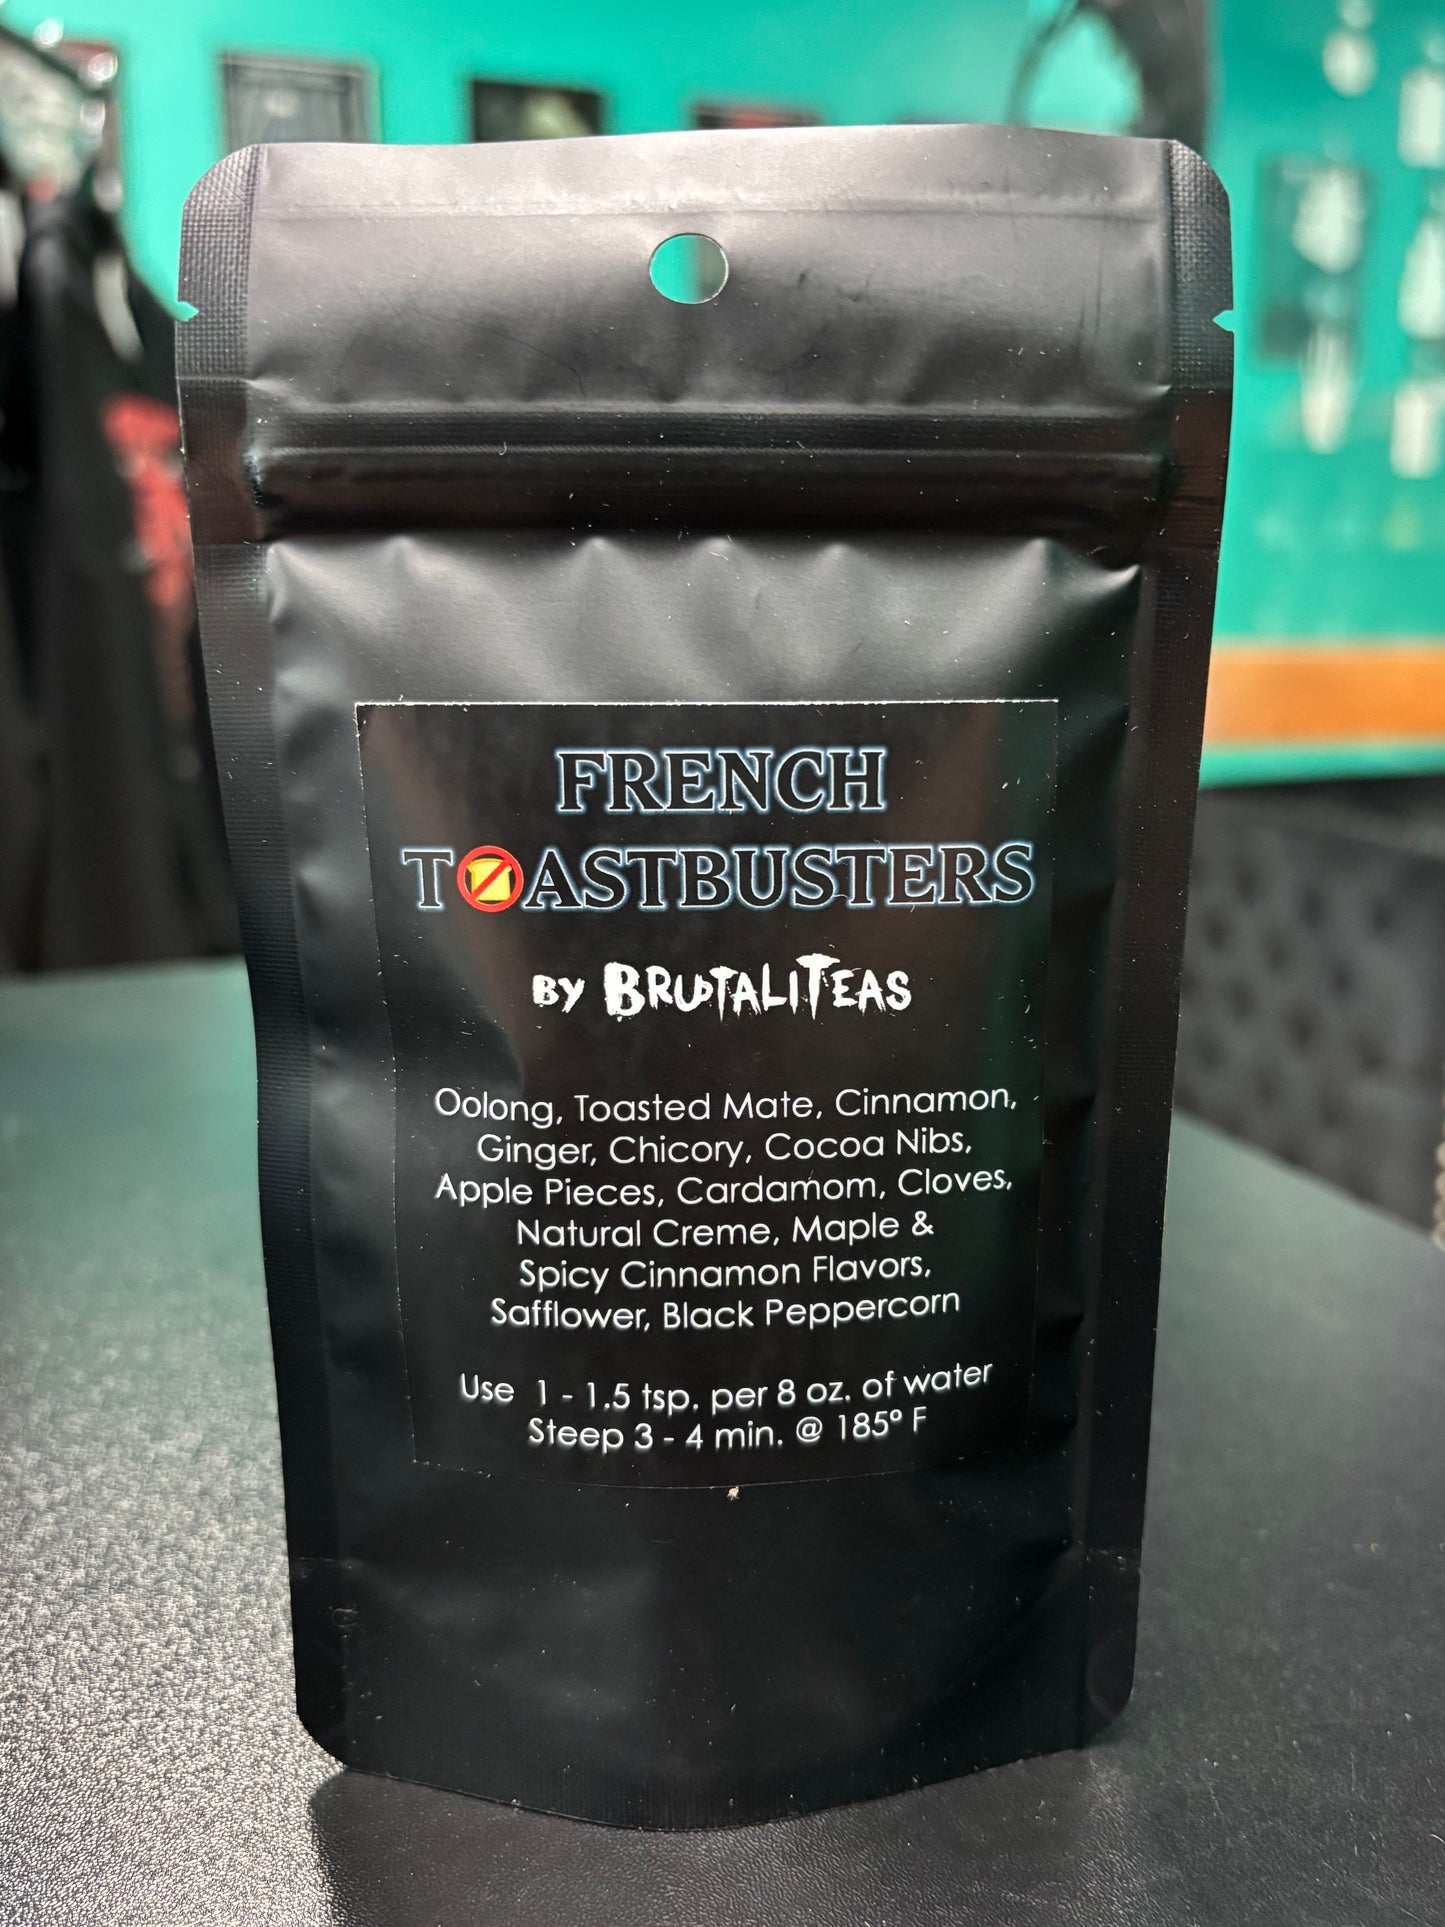 FRENCH
TOASTBUSTERS
BY BRUTALITEAS
Oolong, Toasted Mate, Cinnamon,
Ginger, Chicory, Cocoa Nibs,
Apple Pieces, Cardamom, Cloves,
Natural Creme, Maple &
Spicy Cinnamon Flavors,
Safflower, Black Peppercorn
Use 1 - 1.5 tsp. per 8 oz. of water
Steep 3 - 4 min. @ 185º F